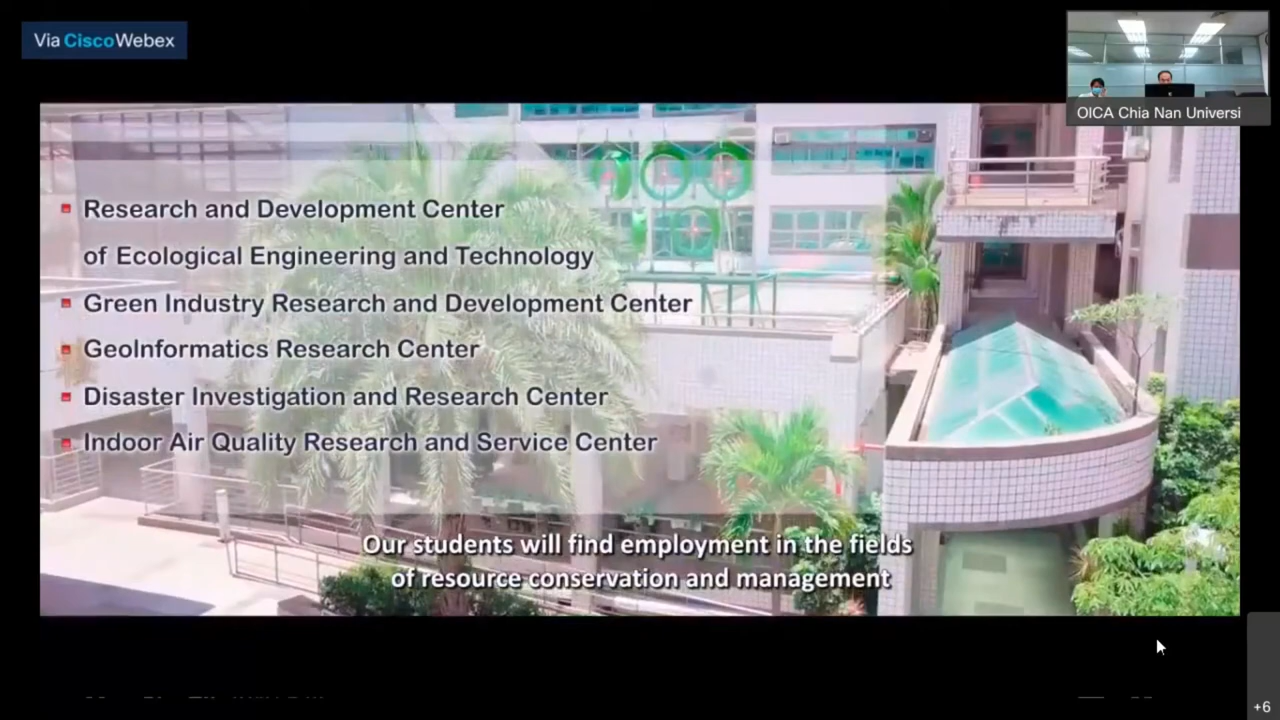 Via Cisco Webex
OICA Chia Nan Universi
Research and Development Center
of Ecological Engineering and Technology
Green Industry Research and Development Center
GeoInformatics Research Center
Disaster Investigation and Research Center
Indoor Air Quality Research and Service Center
Our students will find employment in the fields
of resource conservation and management
+6